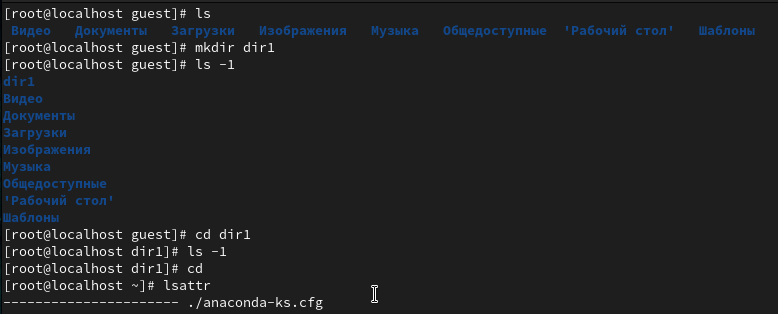 [root@localhost guest]# ls
Видео Документы Загрузки Изображения Музыка Общедоступные 'Рабочий стол' Шаблоны
[root@localhost guest]# mkdir dir1
[root@localhost guest]# ls -1
dir1
Видео
Документы
Загрузки
Изображения
Музыка
Общедоступные
'Рабочий стол'
Шаблоны
[root@localhost guest]# cd dir1
[root@localhost dir1]# ls -1
[root@localhost dir1]# cd
[root@localhost ~]# lsattr
---------------------- ./anaconda-ks.cfg